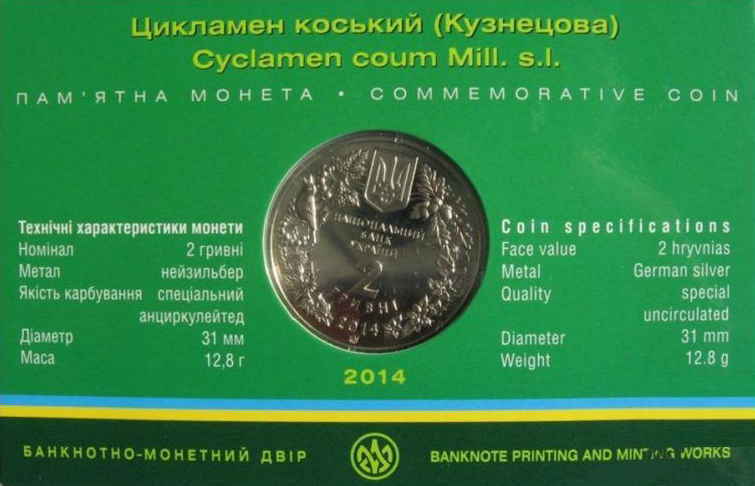 Цикламен коський (Кузнецова)
Cyclamen coum Mill. s.l.
ПАМ'ЯТНА МОНЕТА • COMMEMORATIVE COIN
Технічні характеристики монети
Номінал 2 гривні
Метал нейзильбер
Якість карбування спеціальний
анциркулейтед
Діаметр 31 мм
Маса 12,8 г
НАЦІОНАЛЬНИЙ
БАНК
УКРАЇНИ
2
ГРИВНІ
2014
Coin specifications
Face value 2 hryvnias
Metal German silver
Quality special
uncirculated
Diameter 31 mm
Weight 12.8 g
2014
БАНКНОТНО-МОНЕТНИЙ ДВІР
BANKNOTE PRINTING AND MINTING WORKS